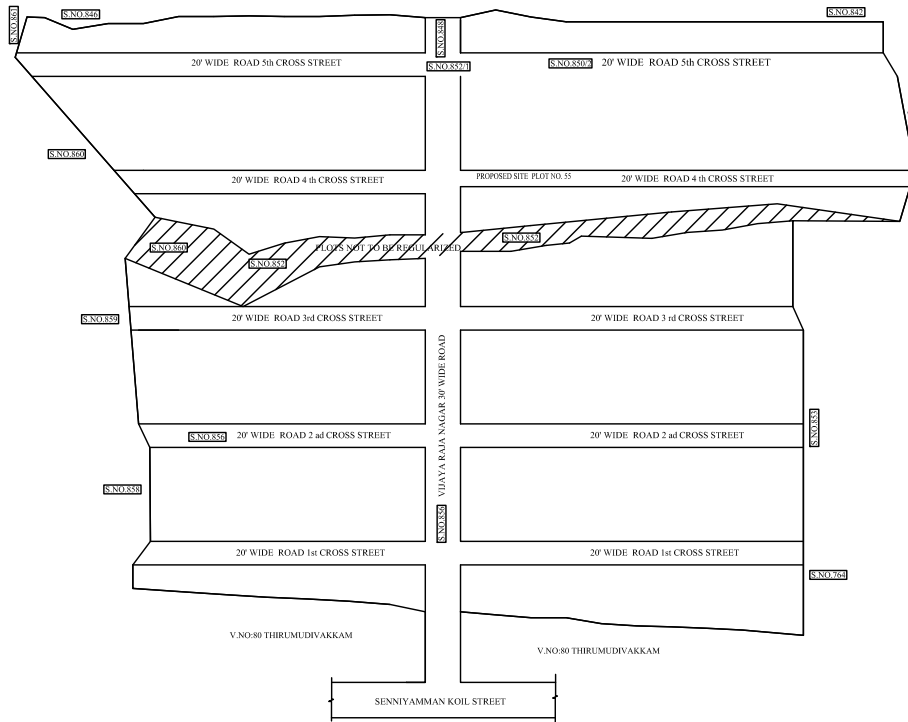 S.NO.861
S.NO.846
S.NO.848
S.NO.842
20' WIDE ROAD 5th CROSS STREET
S.NO.852/1
S.NO.850/2
20' WIDE ROAD 5th CROSS STREET
S.NO.860
20' WIDE ROAD 4 th CROSS STREET
PROPOSED SITE PLOT NO. 55
20' WIDE ROAD 4 th CROSS STREET
S.NO.860
S.NO.852
PLOTS NOT TO BE REGULARIZED
S.NO.852
S.NO.859
20' WIDE ROAD 3rd CROSS STREET
20' WIDE ROAD 3 rd CROSS STREET
VIJAYA RAJA NAGAR 30' WIDE ROAD
S.NO.856
20' WIDE ROAD 2 ad CROSS STREET
20' WIDE ROAD 2 ad CROSS STREET
S.NO.853
S.NO.858
S.NO.856
20' WIDE ROAD 1st CROSS STREET
20' WIDE ROAD 1st CROSS STREET
S.NO.764
V.NO:80 THIRUMUDIVAKKAM
V.NO:80 THIRUMUDIVAKKAM
SENNIYAMMAN KOIL STREET